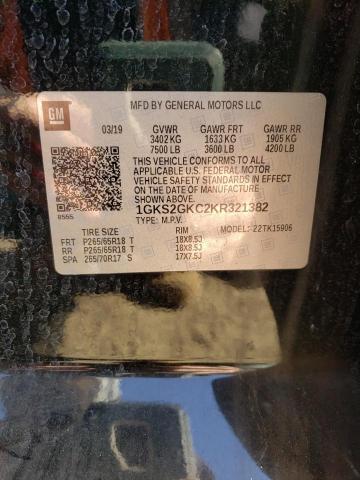 GM
MFD BY GENERAL MOTORS LLC
03/19 GVWR GAWR FRT GAWR RR
3402 KG 1633 KG 1905 KG
7500 LB 3600 LB 4200 LB
THIS VEHICLE CONFORMS TO ALL
APPLICABLE U.S. FEDERAL MOTOR
VEHICLE SAFETY STANDARDS IN EFFECT
ON THE DATE OF MANUFACTURE
SHOWN ABOVE.
1GKS2GKC2KR321382
8555
TYPE: M.P.V.
TIRE SIZE RIM MODEL: 22TK15906
FRT P265/65R18 T 18X8.5J
RR P265/65R18 T 18X8.5J
SPA 265/70R17 S 17X7.5J